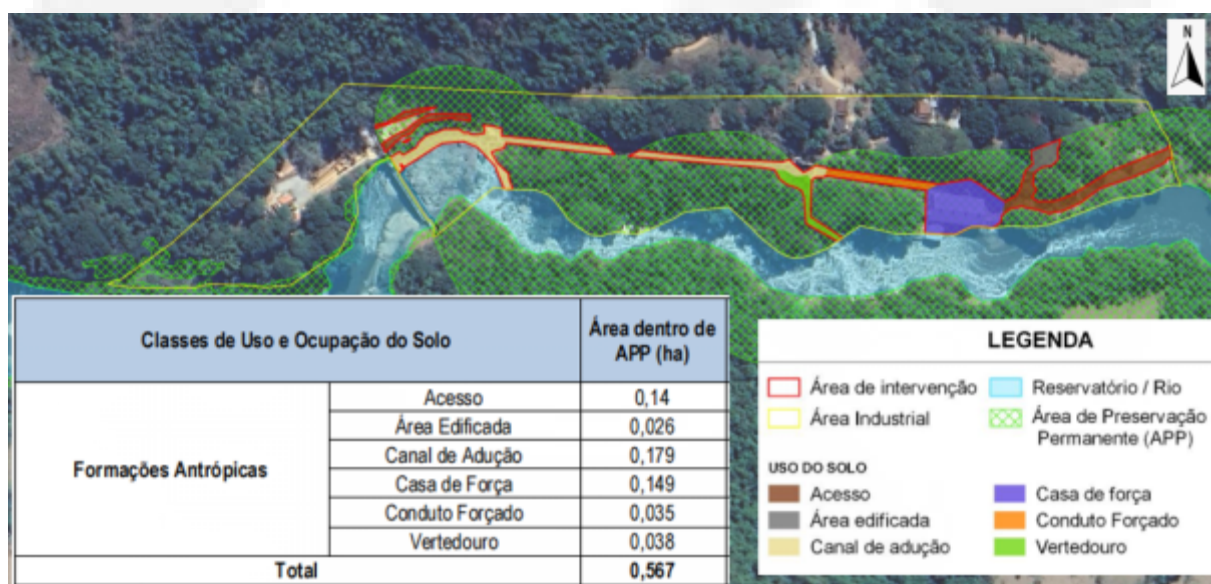 N
Classes de Uso e Ocupação do Solo
Área dentro de
APP (ha)
Formações Antrópicas
Acesso 0,14
Área Edificada 0,026
Canal de Adução 0,179
Casa de Força 0,149
Conduto Forçado 0,035
Vertedouro 0,038
Total 0,567
LEGENDA
Área de intervenção
Reservatório / Rio
Área Industrial
Área de Preservação
Permanente (APP)
USO DO SOLO
Acesso
Casa de força
Área edificada
Conduto Forçado
Canal de adução
Vertedouro